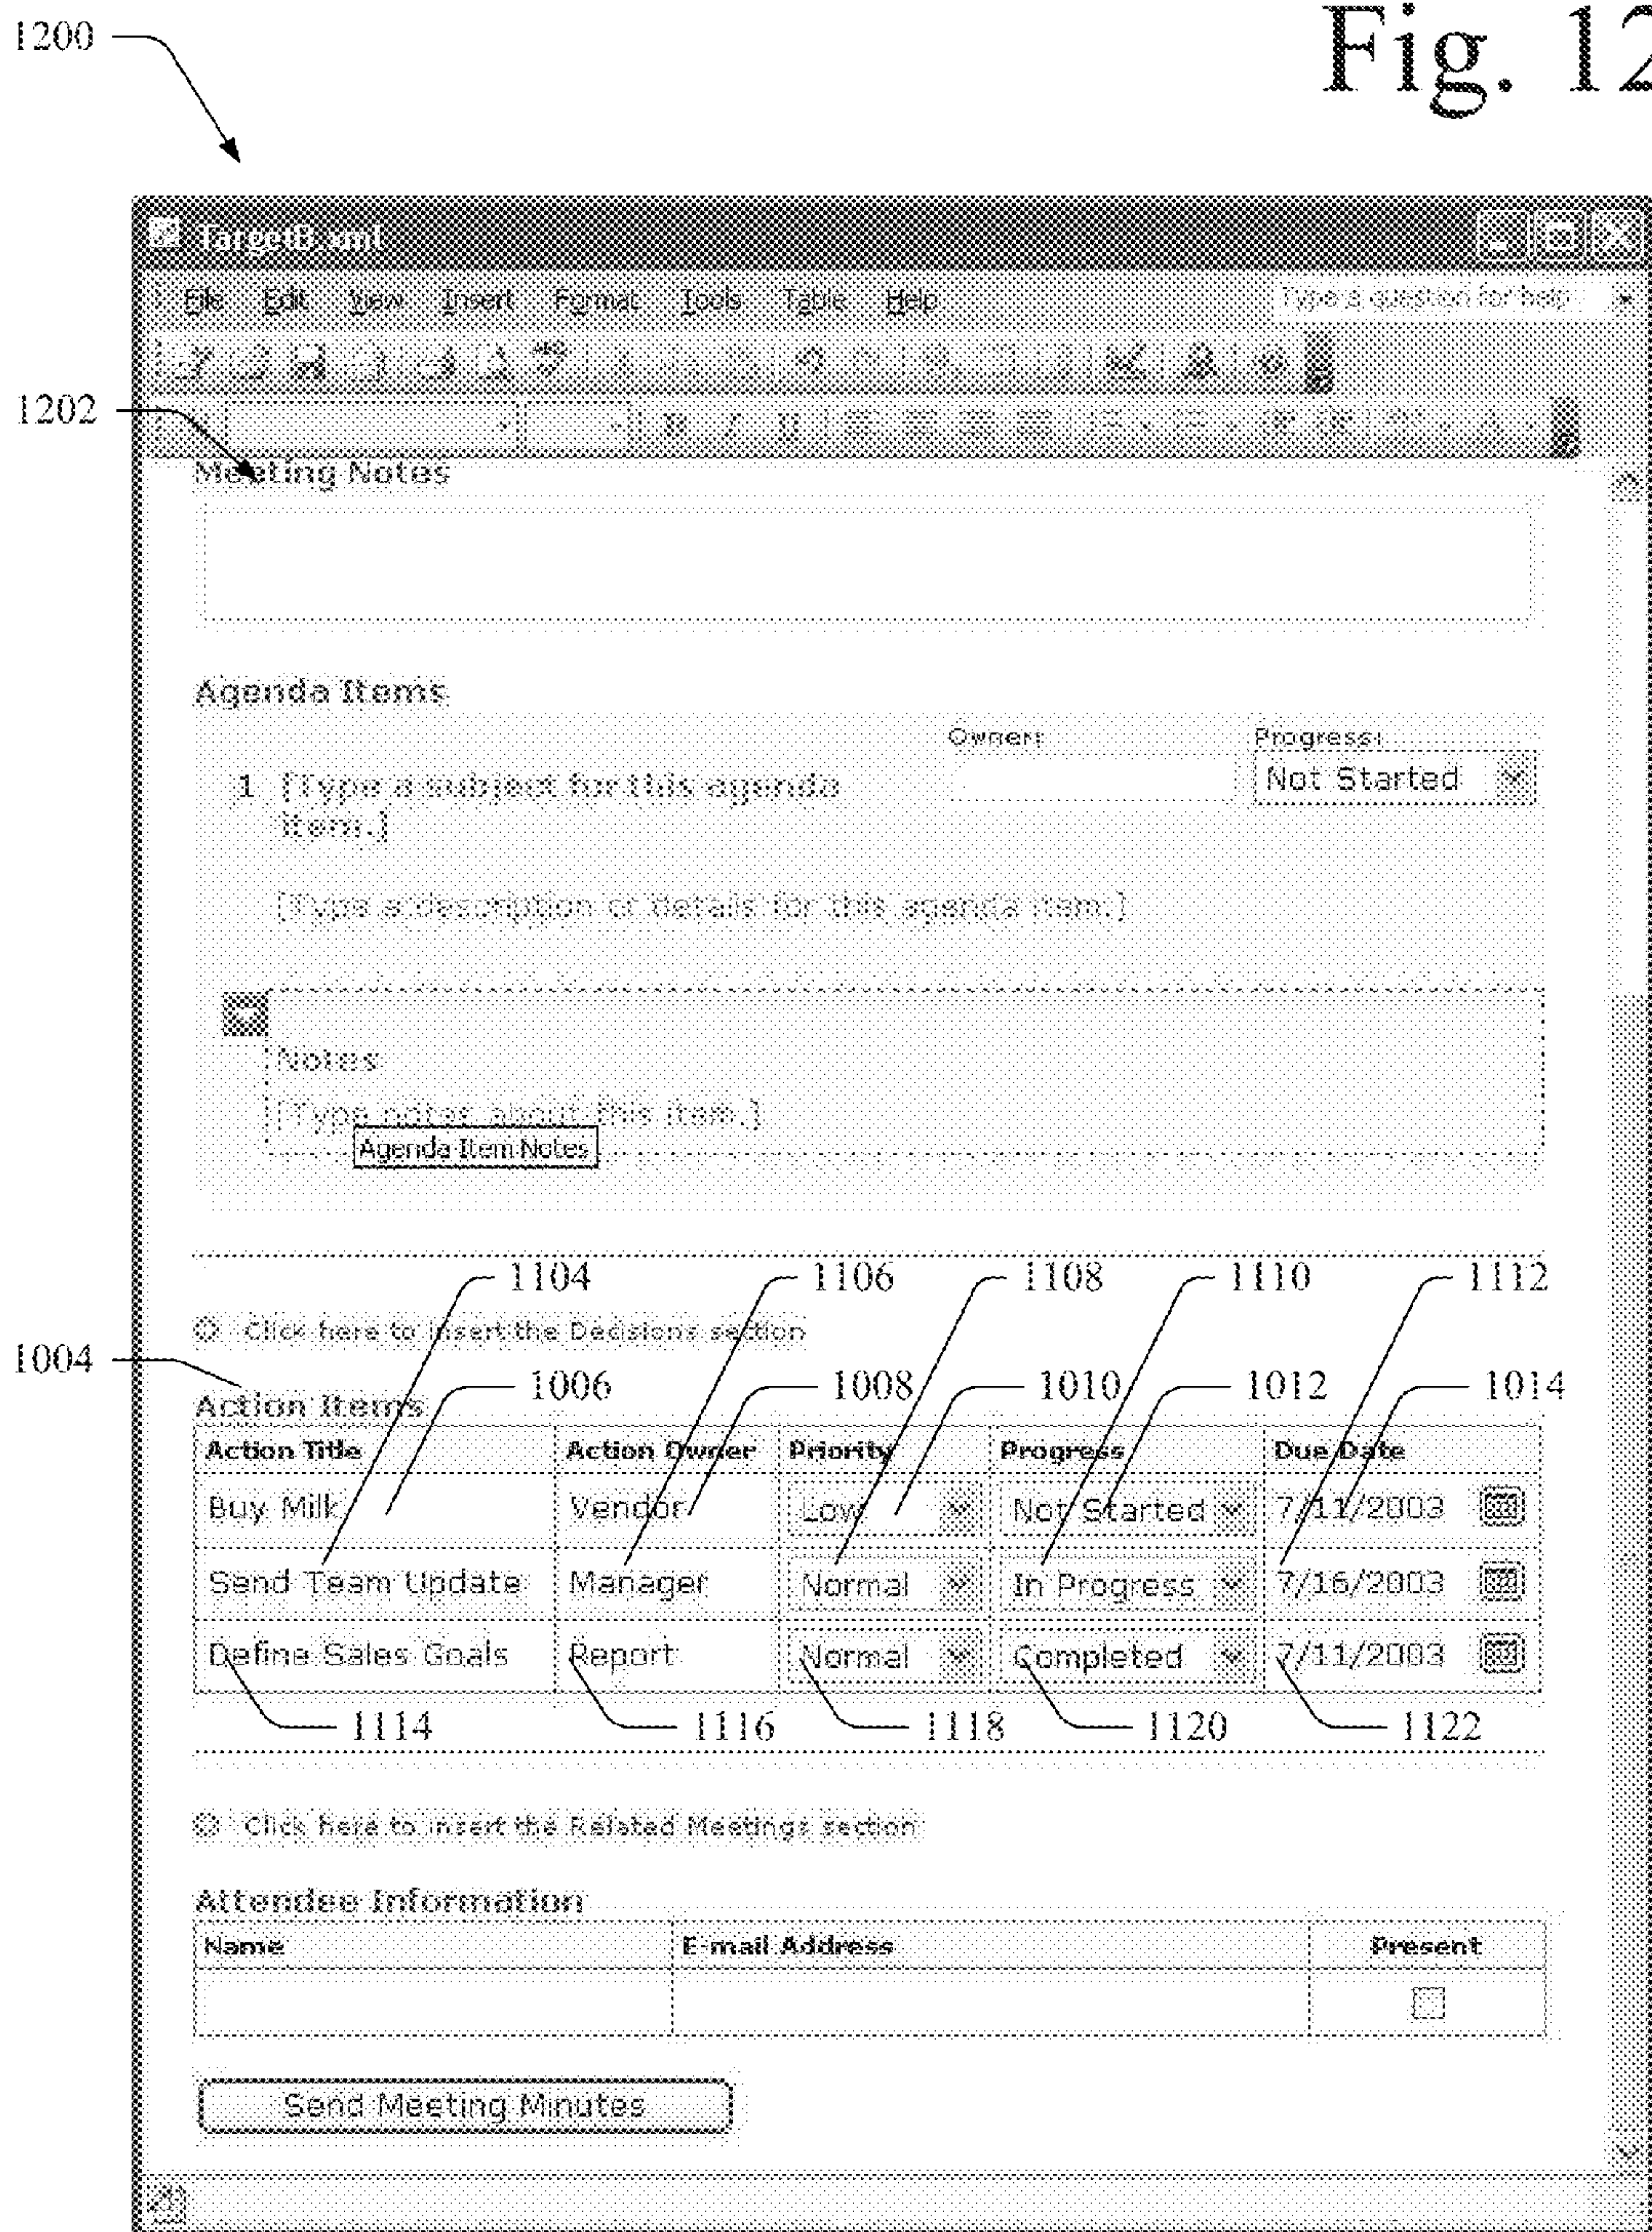 1200
Fig. 12
TargetB.xml
File Edit View Insert Format Tools Table Help Type a question for help
1202
B I U
Meeting Notes
Agenda Items
Owner: Progress:
1 [Type a subject for this agenda Not Started
item.]
[Type a description or details for this agenda item.]
Notes
[Type notes about this item.]
Agenda Item Notes
1104 1106 1108 1110 1112
Click here to insert the Decisions section
1004
1006 1008 1010 1012 1014
Action Items
Action Title Action Owner Priority Progress Due Date
Buy Milk Vendor Low Not Started 7/11/2003
Send Team Update Manager Normal In Progress 7/16/2003
Define Sales Goals Report Normal Completed 7/11/2003
1114 1116 1118 1120 1122
Click here to insert the Related Meetings section
Attendee Information
Name E-mail Address Present
Send Meeting Minutes